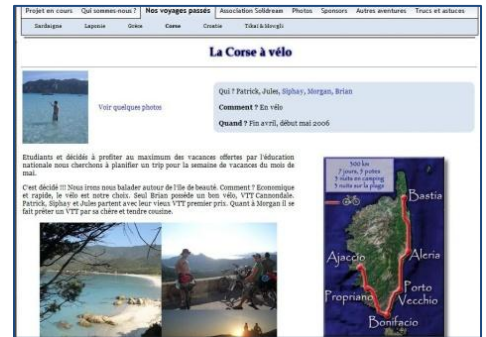 Projet en cours Qui sommes-nous ? Nos voyages passés Association Solidream Photos Sponsors Autres aventures Trucs et astuces
Sardaigne Laponie Grèce Corse Croatie Tikal & Mowgli
La Corse à vélo
Voir quelques photos
Qui ? Patrick, Jules, Siphay, Morgan, Brian
Comment ? En vélo
Quand ? Fin avril, début mai 2006
Etudiants et décidés à profiter au maximum des vacances offertes par l'éducation
nationale nous cherchons à planifier un trip pour la semaine de vacances du mois de
mai.
C'est décidé !!! Nous irons nous balader autour de l'île de beauté. Comment ? Economique
et rapide, le vélo est notre choix. Seul Brian possède un bon vélo, VTT Cannondale.
Patrick, Siphay et Jules partent avec leur vieux VTT premier prix. Quant à Morgan il se
fait prêter un VTT par sa chère et tendre cousine.
500 km
7 jours, 5 potes
3 nuits en camping
3 nuits sur la plage
Bastia
Ajaccio
Aleria
Propriano
Porto
Vecchio
Bonifacio